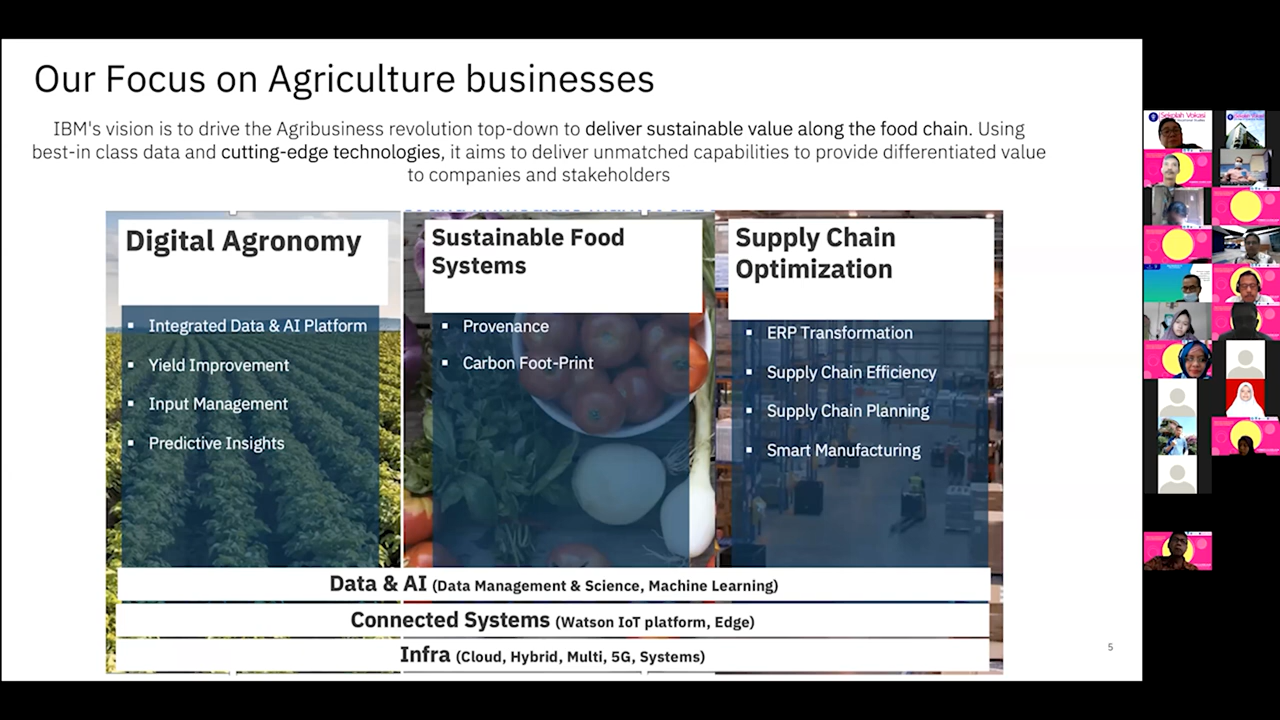 Our Focus on Agriculture businesses
IBM's vision is to drive the Agribusiness revolution top-down to deliver sustainable value along the food chain. Using
best-in class data and cutting-edge technologies, it aims to deliver unmatched capabilities to provide differentiated value
to companies and stakeholders
Digital Agronomy
▪ Integrated Data & AI Platform
▪ Yield Improvement
▪ Input Management
▪ Predictive Insights
Sustainable Food
Systems
▪ Provenance
▪ Carbon Foot-Print
Supply Chain
Optimization
▪ ERP Transformation
▪ Supply Chain Efficiency
▪ Supply Chain Planning
▪ Smart Manufacturing
Data & AI (Data Management & Science, Machine Learning)
Connected Systems (Watson IoT platform, Edge)
Infra (Cloud, Hybrid, Multi, 5G, Systems)
5
Sekolah Vokasi